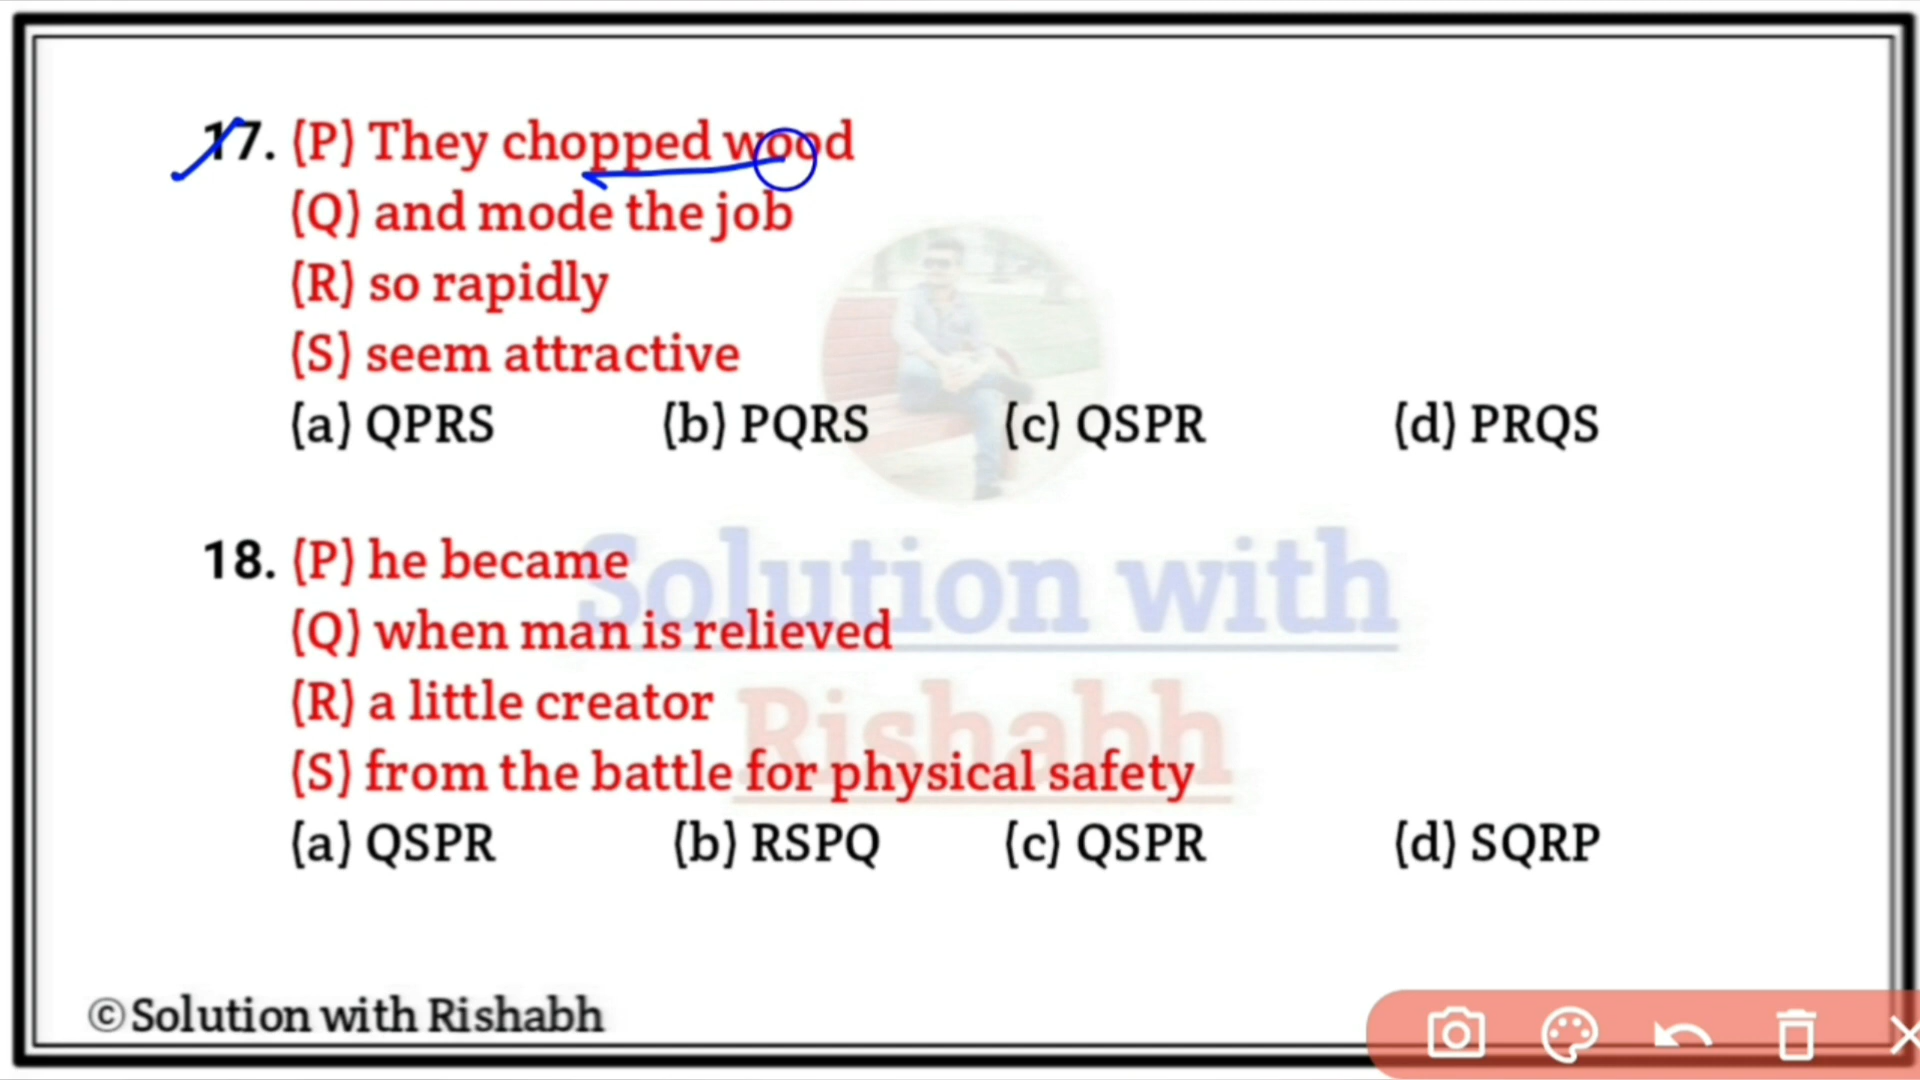 17. (P) They chopped wood
(Q) and mode the job
(R) so rapidly
(S) seem attractive
(a) QPRS (b) PQRS (c) QSPR (d) PRQS
18. (P) he became
(Q) when man is relieved
(R) a little creator
(S) from the battle for physical safety
(a) QSPR (b) RSPQ (c) QSPR (d) SQRP
Solution with
Rishabh
©Solution with Rishabh